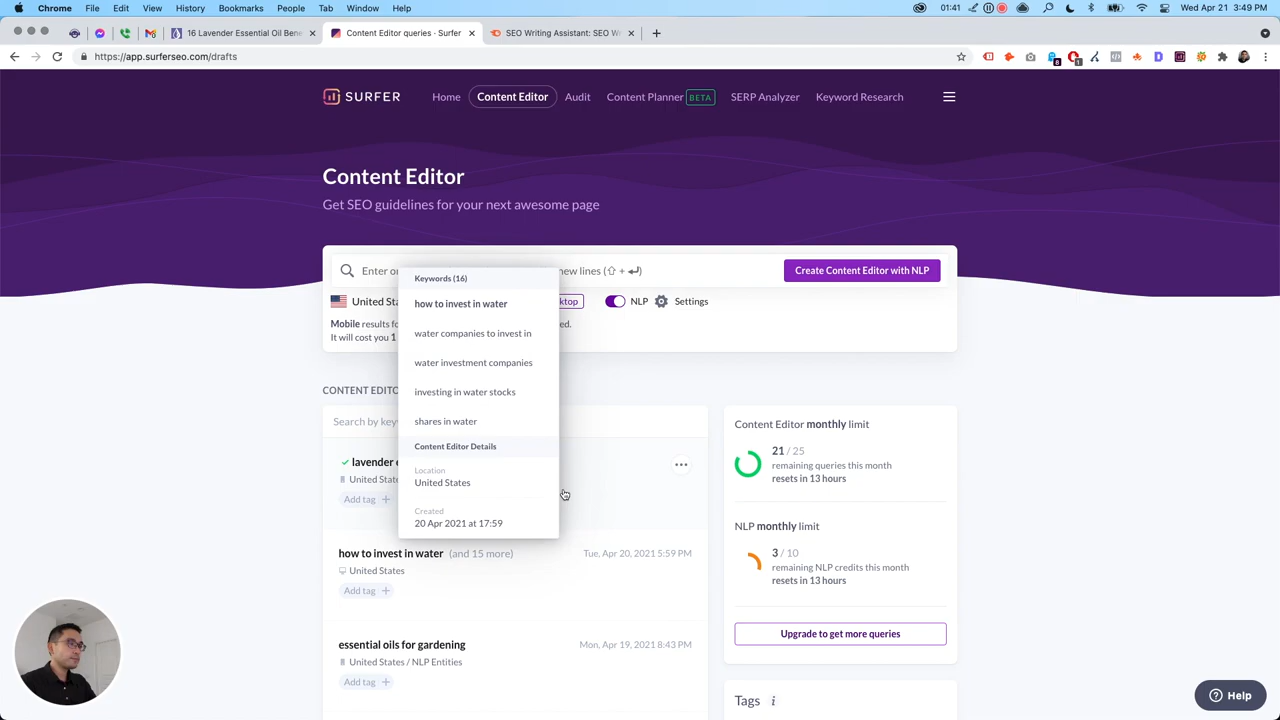 Chrome File Edit View History Bookmarks People Tab Window Help 01:41 Wed Apr 21 3:49 PM
16 Lavender Essential Oil Bene Content Editor queries - Surfer SEO Writing Assistant: SEO W
https://app.surferseo.com/drafts
SURFER Home Content Editor Audit Content Planner BETA SERP Analyzer Keyword Research
Content Editor
Get SEO guidelines for your next awesome page
Enter or new lines (⇧ + ↵) Create Content Editor with NLP
Keywords (16)
United Sta ktop NLP Settings
how to invest in water
Mobile results fo ed.
It will cost you 1
water companies to invest in
water investment companies
CONTENT EDITO
investing in water stocks
Search by key
shares in water
Content Editor Details
lavender e
Location
United State
United States
Add tag +
Created
20 Apr 2021 at 17:59
how to invest in water (and 15 more) Tue, Apr 20, 2021 5:59 PM
United States
Add tag +
essential oils for gardening Mon, Apr 19, 2021 8:43 PM
United States / NLP Entities
Add tag +
Content Editor monthly limit
21 / 25
remaining queries this month
resets in 13 hours
NLP monthly limit
3 / 10
remaining NLP credits this month
resets in 13 hours
Upgrade to get more queries
Tags i
Help